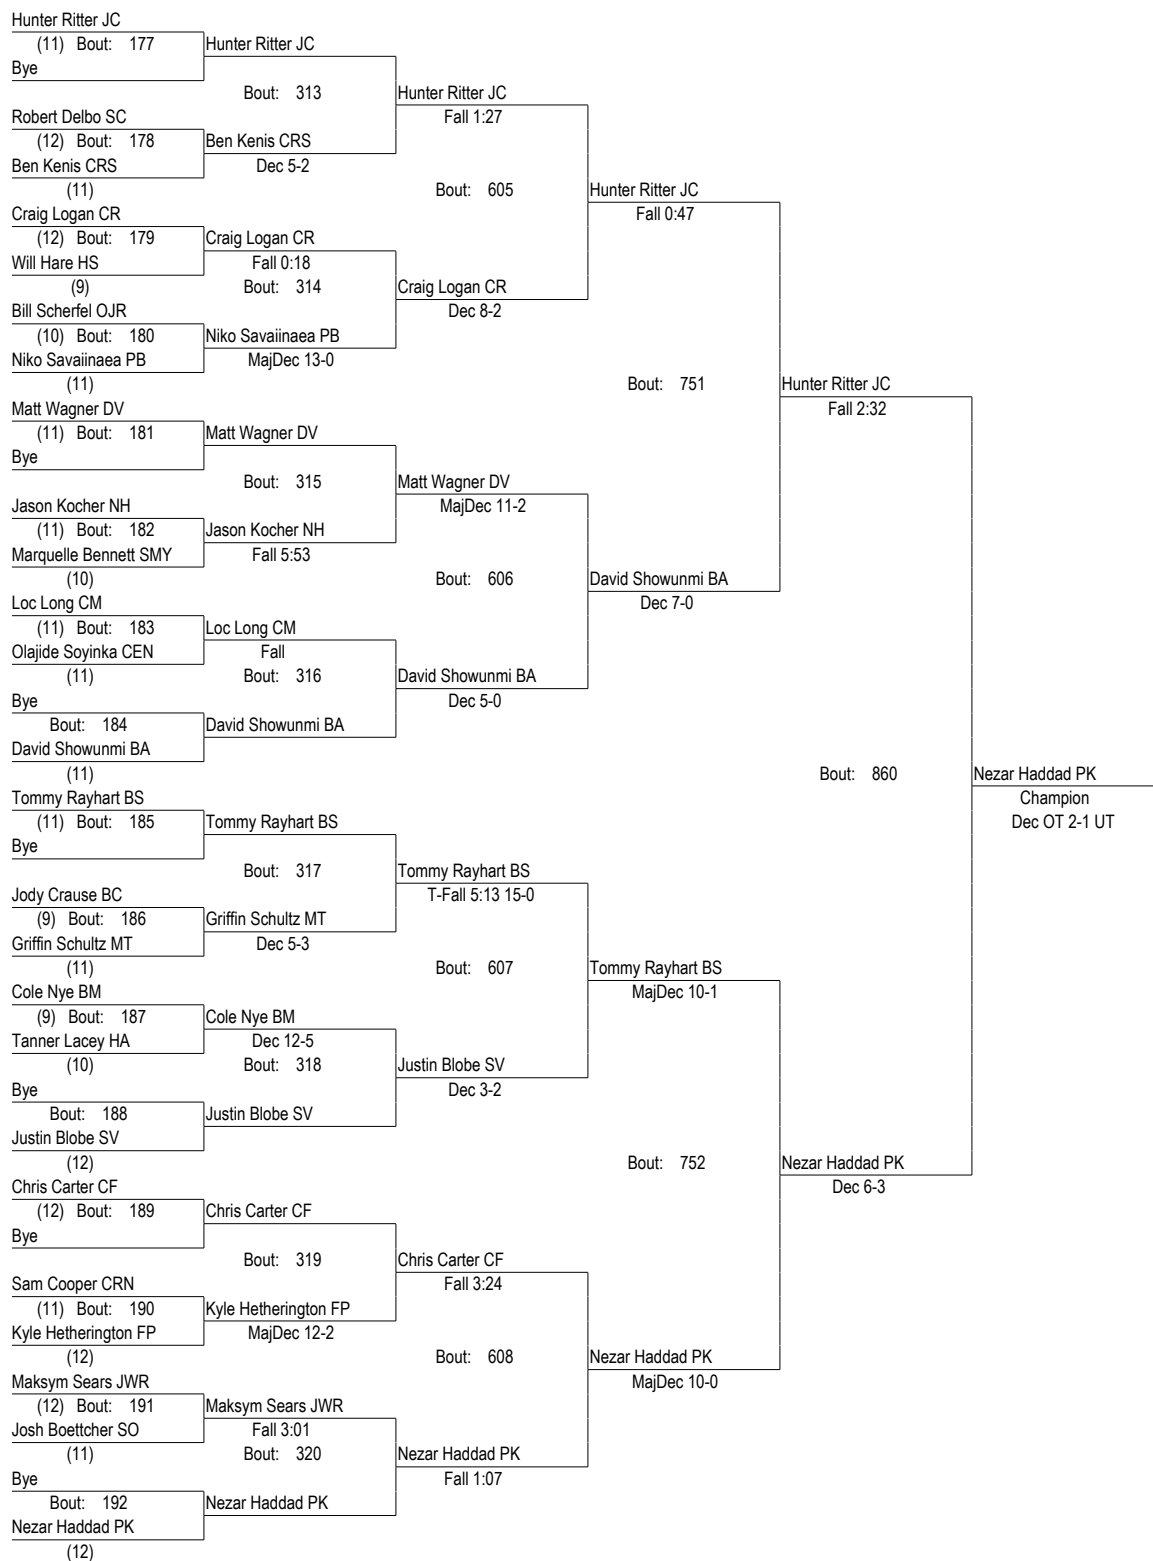 Hunter Ritter JC
(11) Bout: 177 Hunter Ritter JC
Bye
Bout: 313 Hunter Ritter JC
Robert Delbo SC Fall 1:27
(12) Bout: 178 Ben Kenis CRS
Ben Kenis CRS Dec 5-2
(11) Bout: 605 Hunter Ritter JC
Craig Logan CR Fall 0:47
(12) Bout: 179 Craig Logan CR
Will Hare HS Fall 0:18
(9) Bout: 314 Craig Logan CR
Bill Scherfel OJR Dec 8-2
(10) Bout: 180 Niko Savaiinaea PB
Niko Savaiinaea PB MajDec 13-0
(11) Bout: 751 Hunter Ritter JC
Matt Wagner DV Fall 2:32
(11) Bout: 181 Matt Wagner DV
Bye
Bout: 315 Matt Wagner DV
Jason Kocher NH MajDec 11-2
(11) Bout: 182 Jason Kocher NH
Marquelle Bennett SMY Fall 5:53
(10) Bout: 606 David Showunmi BA
Loc Long CM Dec 7-0
(11) Bout: 183 Loc Long CM
Olajide Soyinka CEN Fall
(11) Bout: 316 David Showunmi BA
Bye Dec 5-0
Bout: 184 David Showunmi BA
David Showunmi BA
(11) Bout: 860 Nezar Haddad PK
Tommy Rayhart BS Champion
(11) Bout: 185 Tommy Rayhart BS Dec OT 2-1 UT
Bye
Bout: 317 Tommy Rayhart BS
Jody Crause BC T-Fall 5:13 15-0
(9) Bout: 186 Griffin Schultz MT
Griffin Schultz MT Dec 5-3
(11) Bout: 607 Tommy Rayhart BS
Cole Nye BM MajDec 10-1
(9) Bout: 187 Cole Nye BM
Tanner Lacey HA Dec 12-5
(10) Bout: 318 Justin Blobe SV
Bye Dec 3-2
Bout: 188 Justin Blobe SV
Justin Blobe SV
(12) Bout: 752 Nezar Haddad PK
Chris Carter CF Dec 6-3
(12) Bout: 189 Chris Carter CF
Bye
Bout: 319 Chris Carter CF
Sam Cooper CRN Fall 3:24
(11) Bout: 190 Kyle Hetherington FP
Kyle Hetherington FP MajDec 12-2
(12) Bout: 608 Nezar Haddad PK
Maksym Sears JWR MajDec 10-0
(12) Bout: 191 Maksym Sears JWR
Josh Boettcher SO Fall 3:01
(11) Bout: 320 Nezar Haddad PK
Bye Fall 1:07
Bout: 192 Nezar Haddad PK
Nezar Haddad PK
(12)